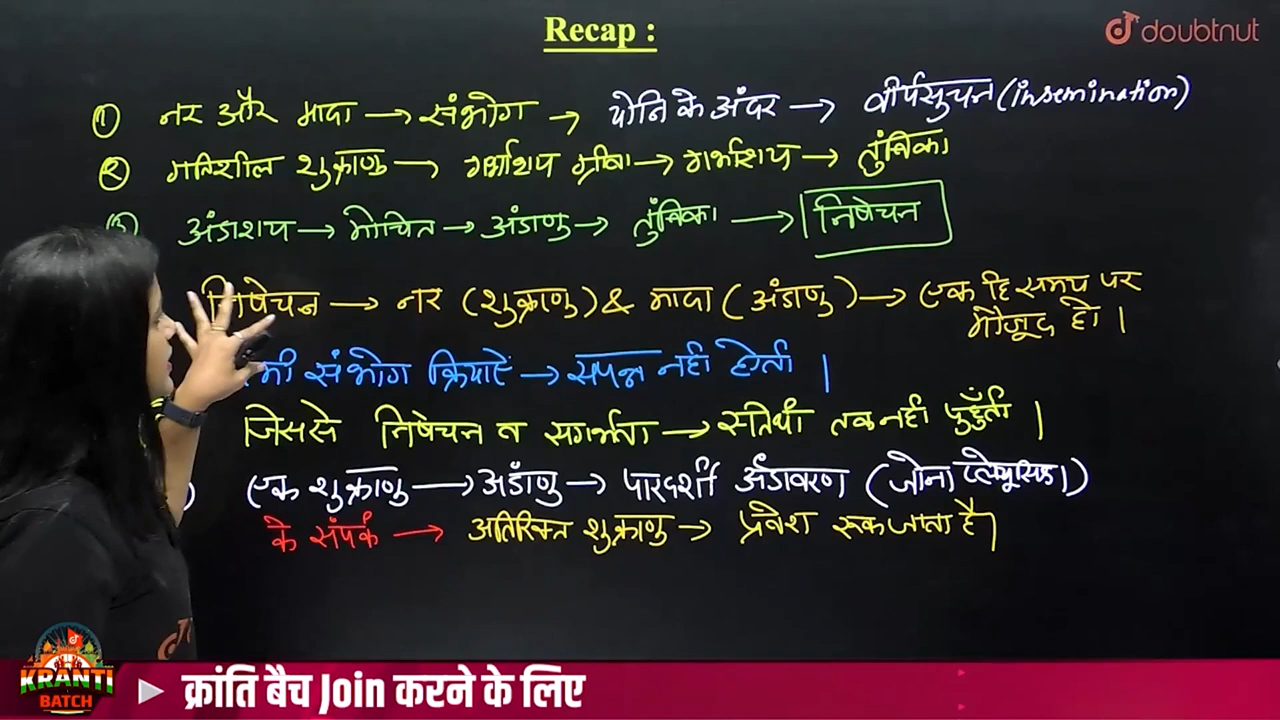 Recap :
doubtnut
① नर और मादा → संभोग → योनि के अंदर → वीर्यसुचन (insemination)
② गतिशील शुक्राणु → गर्भाशय ग्रीवा → गर्भाशय → तुंबिका
③ अंडाशय → मोचित → अंडाणु → तुंबिका → निषेचन
निषेचन → नर (शुक्राणु) & मादा (अंडाणु) → एक हि समय पर
मौजूद हो ।
संभोग क्रियाऐ → संपन्न नही होती ।
जिससे निषेचन व सगर्भता → स्तिथी तक नही पहुँती ।
) एक शुक्राणु → अंडाणु → पारदर्शी अंडावरण (जोना पेल्यूसिडा)
के संपर्क → अतिरिक्त शुक्राणु → प्रवेश रूक जाता है।
KRANTI
BATCH
क्रांति बैच Join करने के लिए